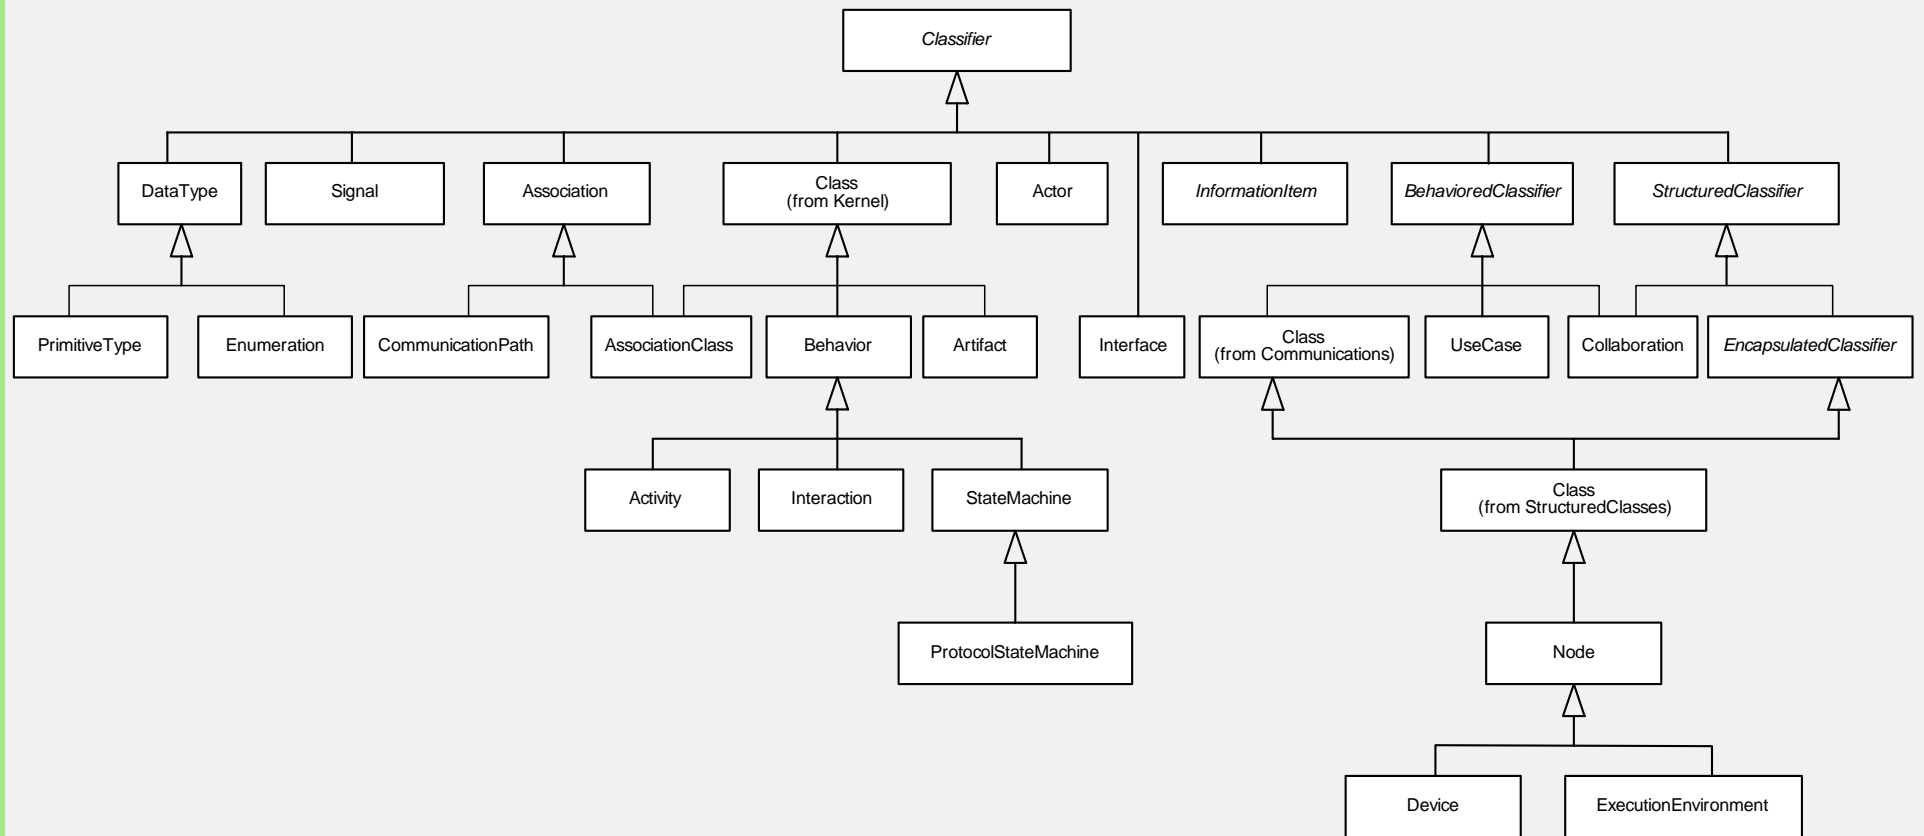 Classifier
DataType
Signal
Association
Class
(from Kernel)
Actor
InformationItem
BehavioredClassifier
StructuredClassifier
PrimitiveType
Enumeration
CommunicationPath
AssociationClass
Behavior
Artifact
Interface
Class
(from Communications)
UseCase
Collaboration
EncapsulatedClassifier
Activity
Interaction
StateMachine
Class
(from StructuredClasses)
ProtocolStateMachine
Node
Device
ExecutionEnvironment